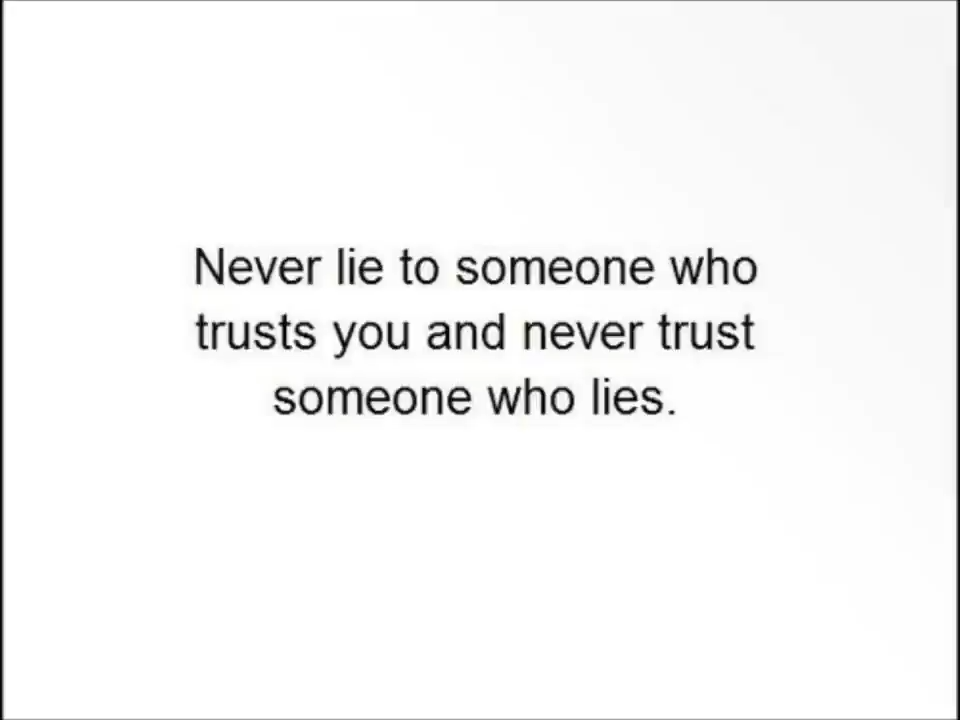 Never lie to someone who
trusts you and never trust
someone who lies.